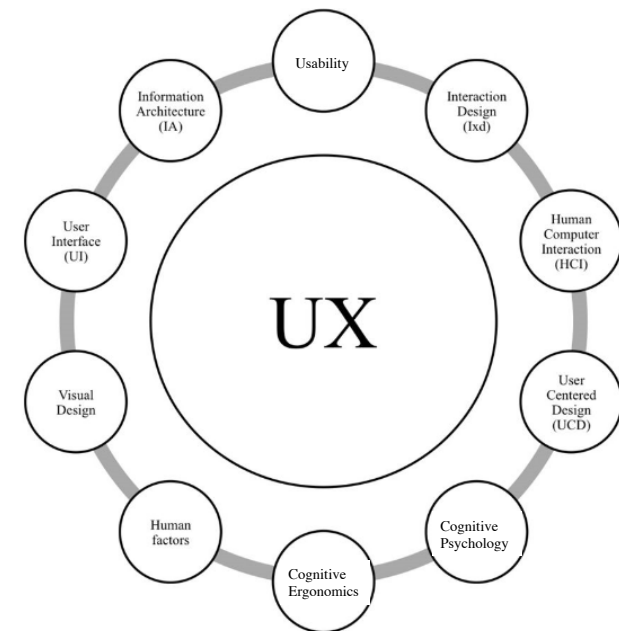 Usability
Interaction
Design
(Ixd)
Human
Computer
Interaction
(HCI)
User
Centered
Design
(UCD)
Cognitive
Psychology
Cognitive
Ergonomics
Human
factors
Visual
Design
User
Interface
(UI)
Information
Architecture
(IA)
UX